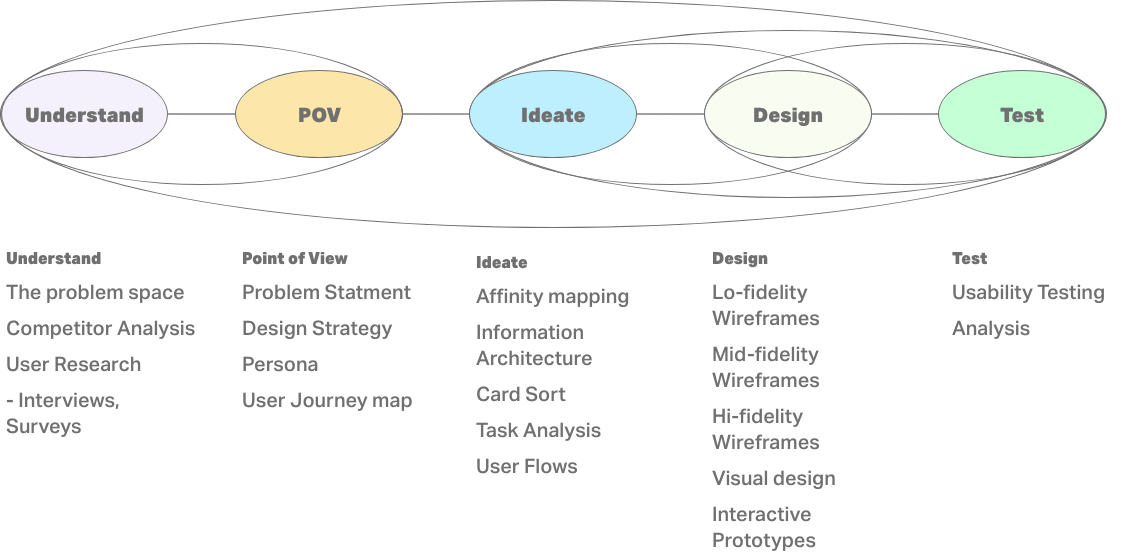 Understand
POV
Ideate
Design
Test
Understand
The problem space
Competitor Analysis
User Research
- Interviews,
Surveys
Point of View
Problem Statment
Design Strategy
Persona
User Journey map
Ideate
Affinity mapping
Information
Architecture
Card Sort
Task Analysis
User Flows
Design
Lo-fidelity
Wireframes
Mid-fidelity
Wireframes
Hi-fidelity
Wireframes
Visual design
Interactive
Prototypes
Test
Usability Testing
Analysis